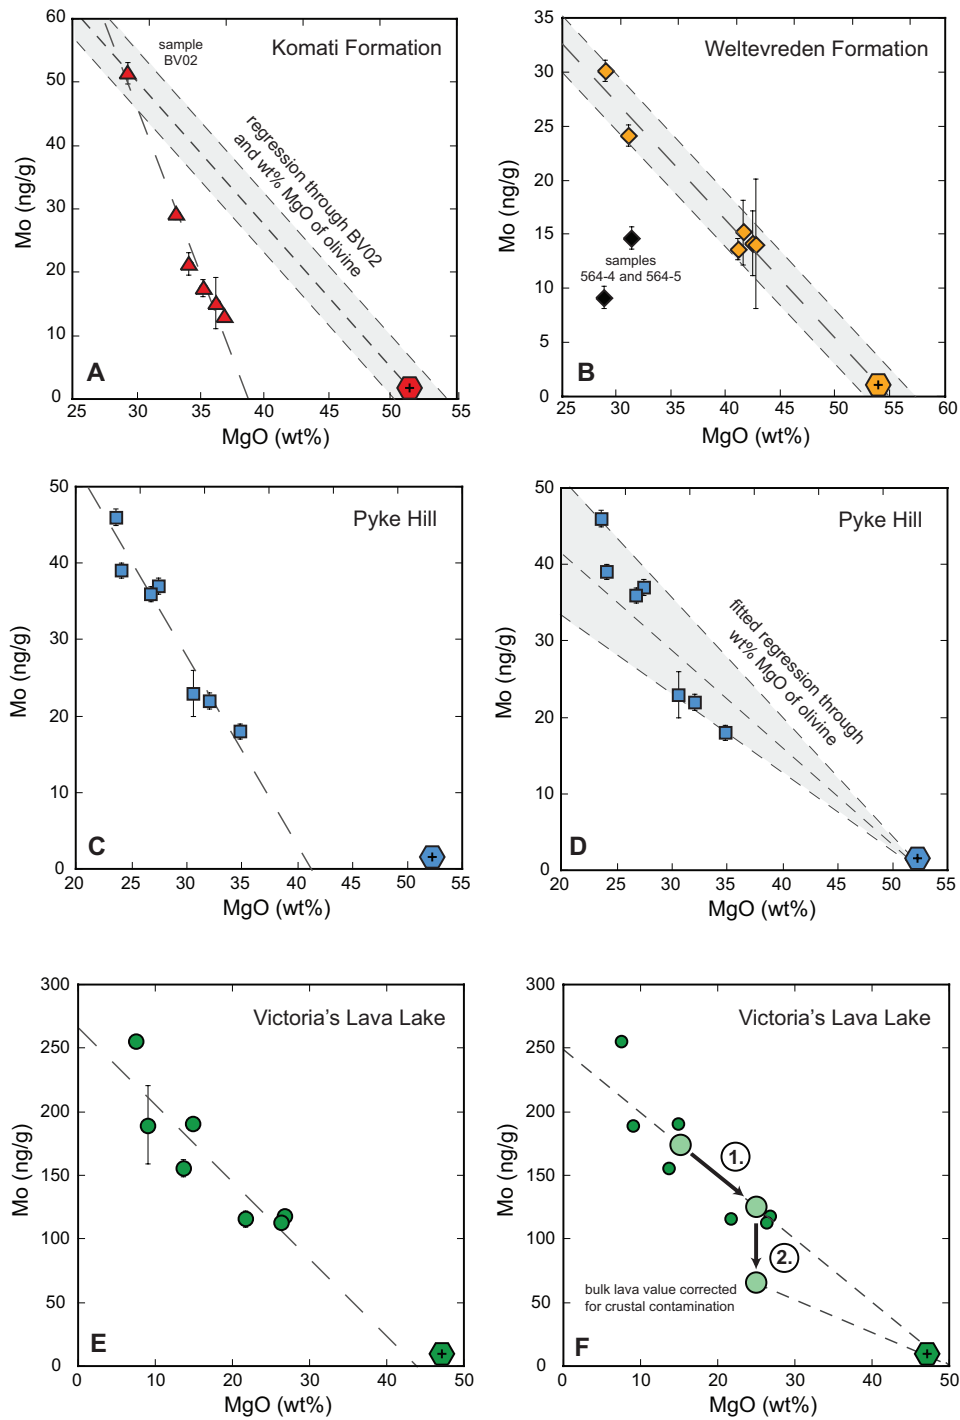 Komati Formation
sample
BV02
regression through BV02
and wt% MgO of olivine
A
Mo (ng/g)
60
50
40
30
20
10
0
25
30
35
40
45
50
55
MgO (wt%)
Weltevreden Formation
samples
564-4 and 564-5
B
Mo (ng/g)
35
30
25
20
15
10
5
0
25
30
35
40
45
50
55
60
MgO (wt%)
Pyke Hill
C
Mo (ng/g)
50
40
30
20
10
0
20
25
30
35
40
45
50
55
MgO (wt%)
Pyke Hill
fitted regression through
wt% MgO of olivine
D
Mo (ng/g)
50
40
30
20
10
0
20
25
30
35
40
45
50
55
MgO (wt%)
Victoria's Lava Lake
E
Mo (ng/g)
300
250
200
150
100
50
0
0
10
20
30
40
50
MgO (wt%)
Victoria's Lava Lake
1.
2.
bulk lava value corrected
for crustal contamination
F
Mo (ng/g)
300
250
200
150
100
50
0
0
10
20
30
40
50
MgO (wt%)